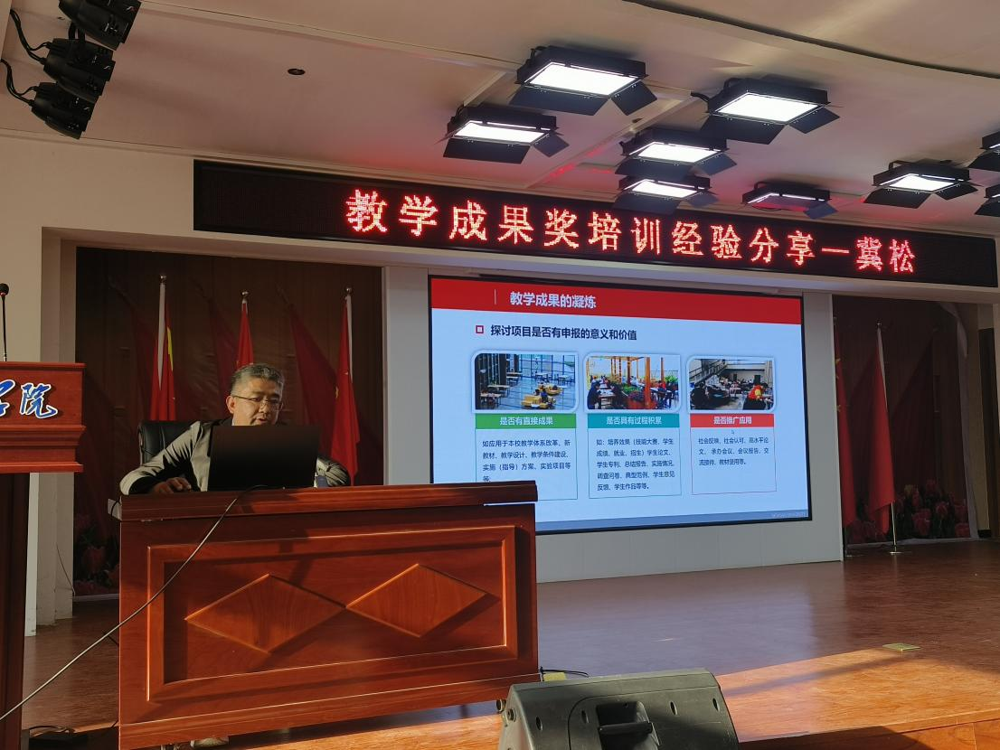 教学成果奖培训经验分享一冀松
教学成果的凝炼
探讨项目是否有申报的意义和价值
是否有直接成果
如应用于本校教学体系改革、新
教材、教学设计、教学条件建设、
实施（指导）方案、实验项目等
等。
是否具有过程积累
如：培养效果（技能大赛、学生
成绩、就业、招生）学生论文、
学生专利、总结报告、实施情况、
调查问卷、典型范例、学生意见
反馈、学生作品等等。
是否推广应用
社会反映、社会认可、高水平论
文、承办会议、会议报告、交
流接待、教材使用等。
院